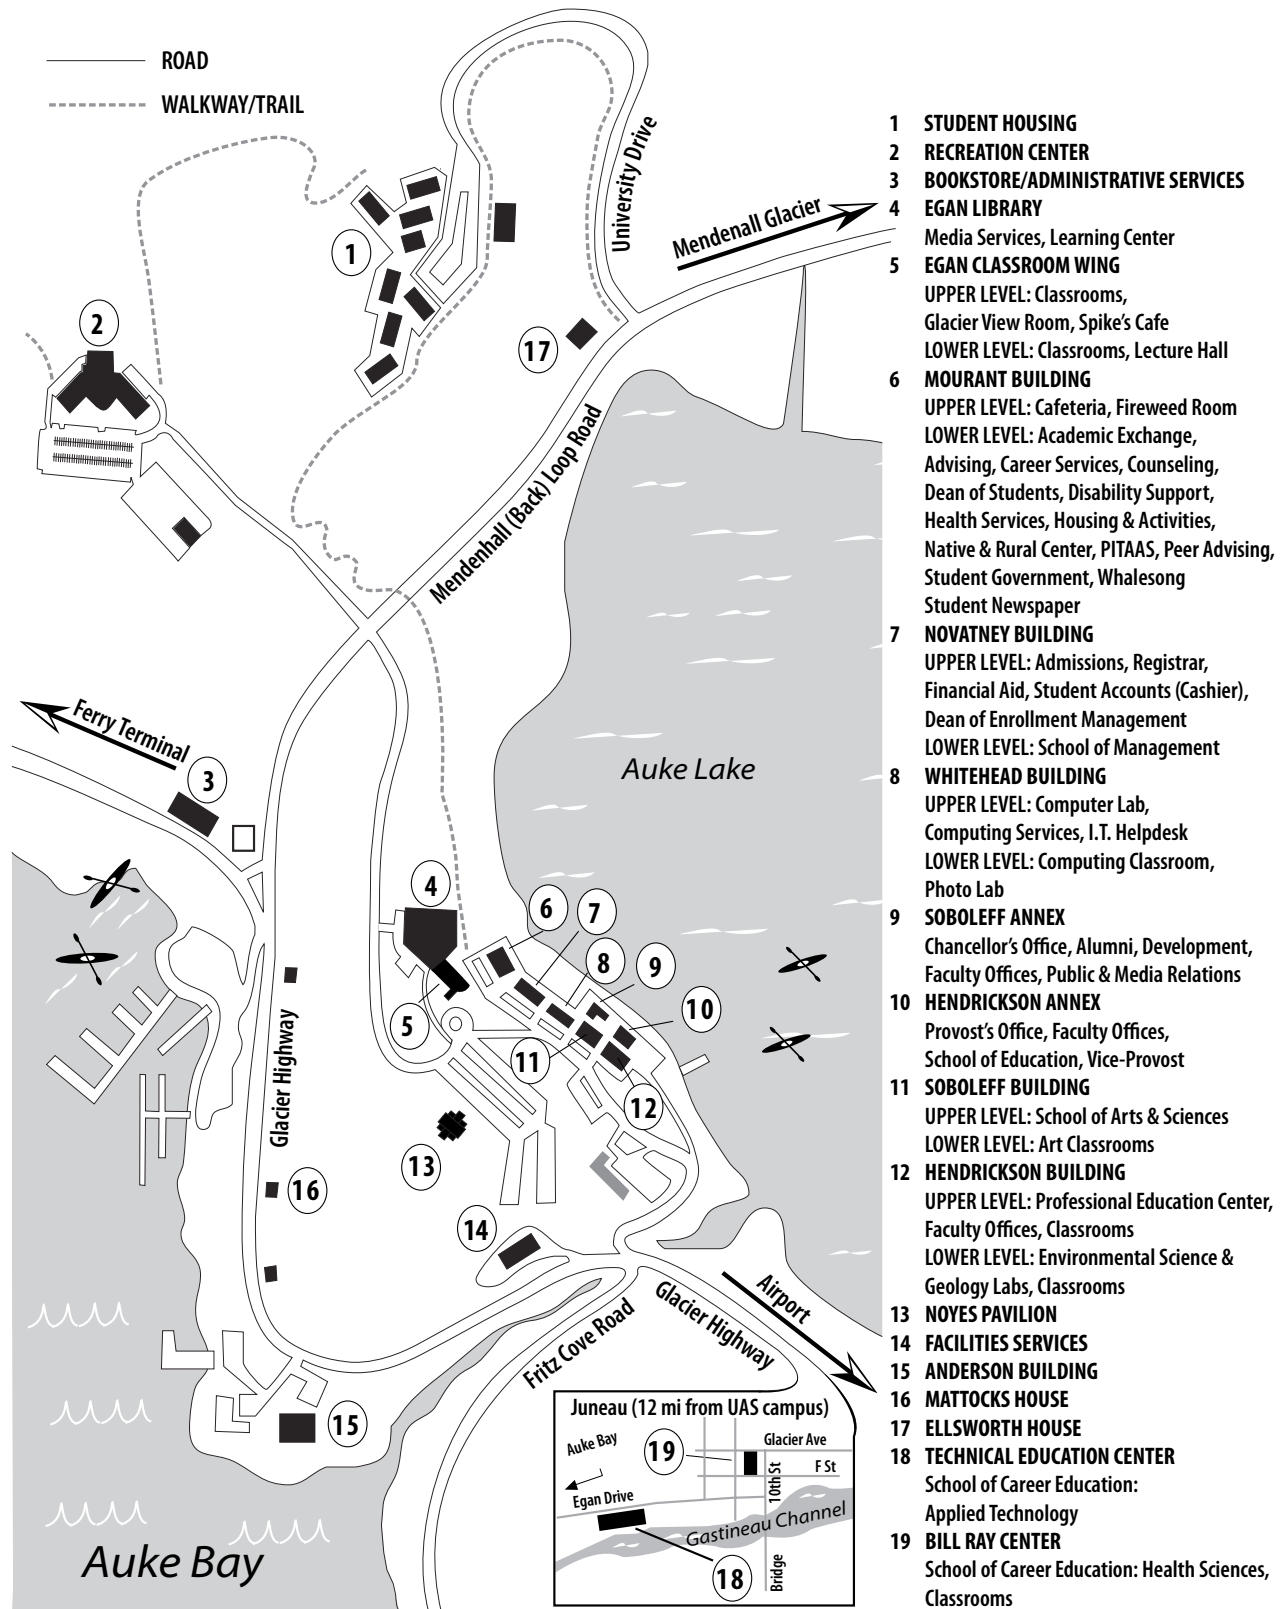 ROAD
WALKWAY/TRAIL
University Drive
Mendenall Glacier
1
2
17
Mendenhall (Back) Loop Road
Ferry Terminal
3
Auke Lake
4
6
7
8
9
10
5
11
12
Glacier Highway
13
16
14
Airport
Glacier Highway
Fritz Cove Road
15
Auke Bay
Juneau (12 mi from UAS campus)
Auke Bay
19
Glacier Ave
10th St
F St
Egan Drive
Gastineau Channel
18
Bridge
1 STUDENT HOUSING
2 RECREATION CENTER
3 BOOKSTORE/ADMINISTRATIVE SERVICES
4 EGAN LIBRARY
Media Services, Learning Center
5 EGAN CLASSROOM WING
UPPER LEVEL: Classrooms,
Glacier View Room, Spike's Cafe
LOWER LEVEL: Classrooms, Lecture Hall
6 MOURANT BUILDING
UPPER LEVEL: Cafeteria, Fireweed Room
LOWER LEVEL: Academic Exchange,
Advising, Career Services, Counseling,
Dean of Students, Disability Support,
Health Services, Housing & Activities,
Native & Rural Center, PITAAS, Peer Advising,
Student Government, Whalesong
Student Newspaper
7 NOVATNEY BUILDING
UPPER LEVEL: Admissions, Registrar,
Financial Aid, Student Accounts (Cashier),
Dean of Enrollment Management
LOWER LEVEL: School of Management
8 WHITEHEAD BUILDING
UPPER LEVEL: Computer Lab,
Computing Services, I.T. Helpdesk
LOWER LEVEL: Computing Classroom,
Photo Lab
9 SOBOLEFF ANNEX
Chancellor's Office, Alumni, Development,
Faculty Offices, Public & Media Relations
10 HENDRICKSON ANNEX
Provost's Office, Faculty Offices,
School of Education, Vice-Provost
11 SOBOLEFF BUILDING
UPPER LEVEL: School of Arts & Sciences
LOWER LEVEL: Art Classrooms
12 HENDRICKSON BUILDING
UPPER LEVEL: Professional Education Center,
Faculty Offices, Classrooms
LOWER LEVEL: Environmental Science &
Geology Labs, Classrooms
13 NOYES PAVILION
14 FACILITIES SERVICES
15 ANDERSON BUILDING
16 MATTOCKS HOUSE
17 ELLSWORTH HOUSE
18 TECHNICAL EDUCATION CENTER
School of Career Education:
Applied Technology
19 BILL RAY CENTER
School of Career Education: Health Sciences,
Classrooms